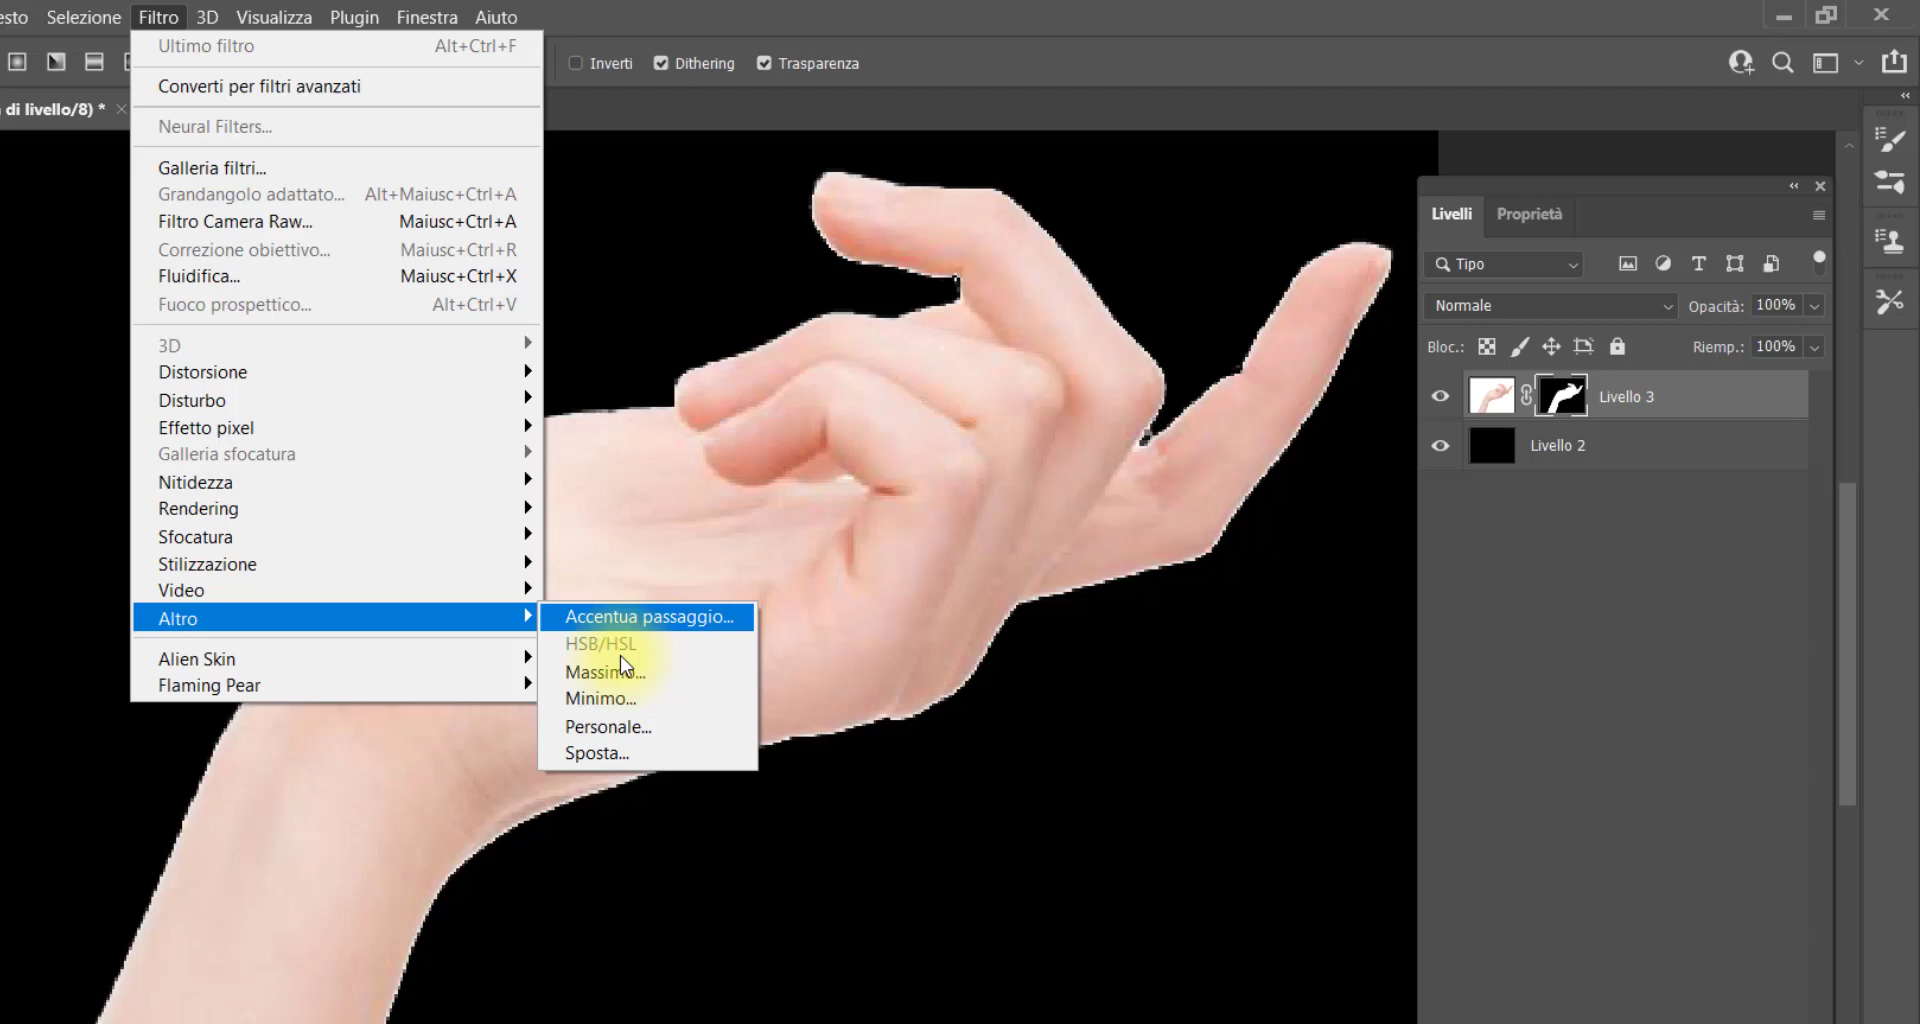 esto Selezione Filtro 3D Visualizza Plugin Finestra Aiuto
Inverti Dithering Trasparenza
a di livello/8) *
Ultimo filtro Alt+Ctrl+F
Converti per filtri avanzati
Neural Filters...
Galleria filtri...
Grandangolo adattato... Alt+Maiusc+Ctrl+A
Filtro Camera Raw... Maiusc+Ctrl+A
Correzione obiettivo... Maiusc+Ctrl+R
Fluidifica... Maiusc+Ctrl+X
Fuoco prospettico... Alt+Ctrl+V
3D
Distorsione
Disturbo
Effetto pixel
Galleria sfocatura
Nitidezza
Rendering
Sfocatura
Stilizzazione
Video
Altro
Alien Skin
Flaming Pear
Accentua passaggio...
HSB/HSL
Massimo...
Minimo...
Personale...
Sposta...
Livelli Proprietà
Tipo
Normale Opacità: 100%
Bloc.: Riemp.: 100%
Livello 3
Livello 2